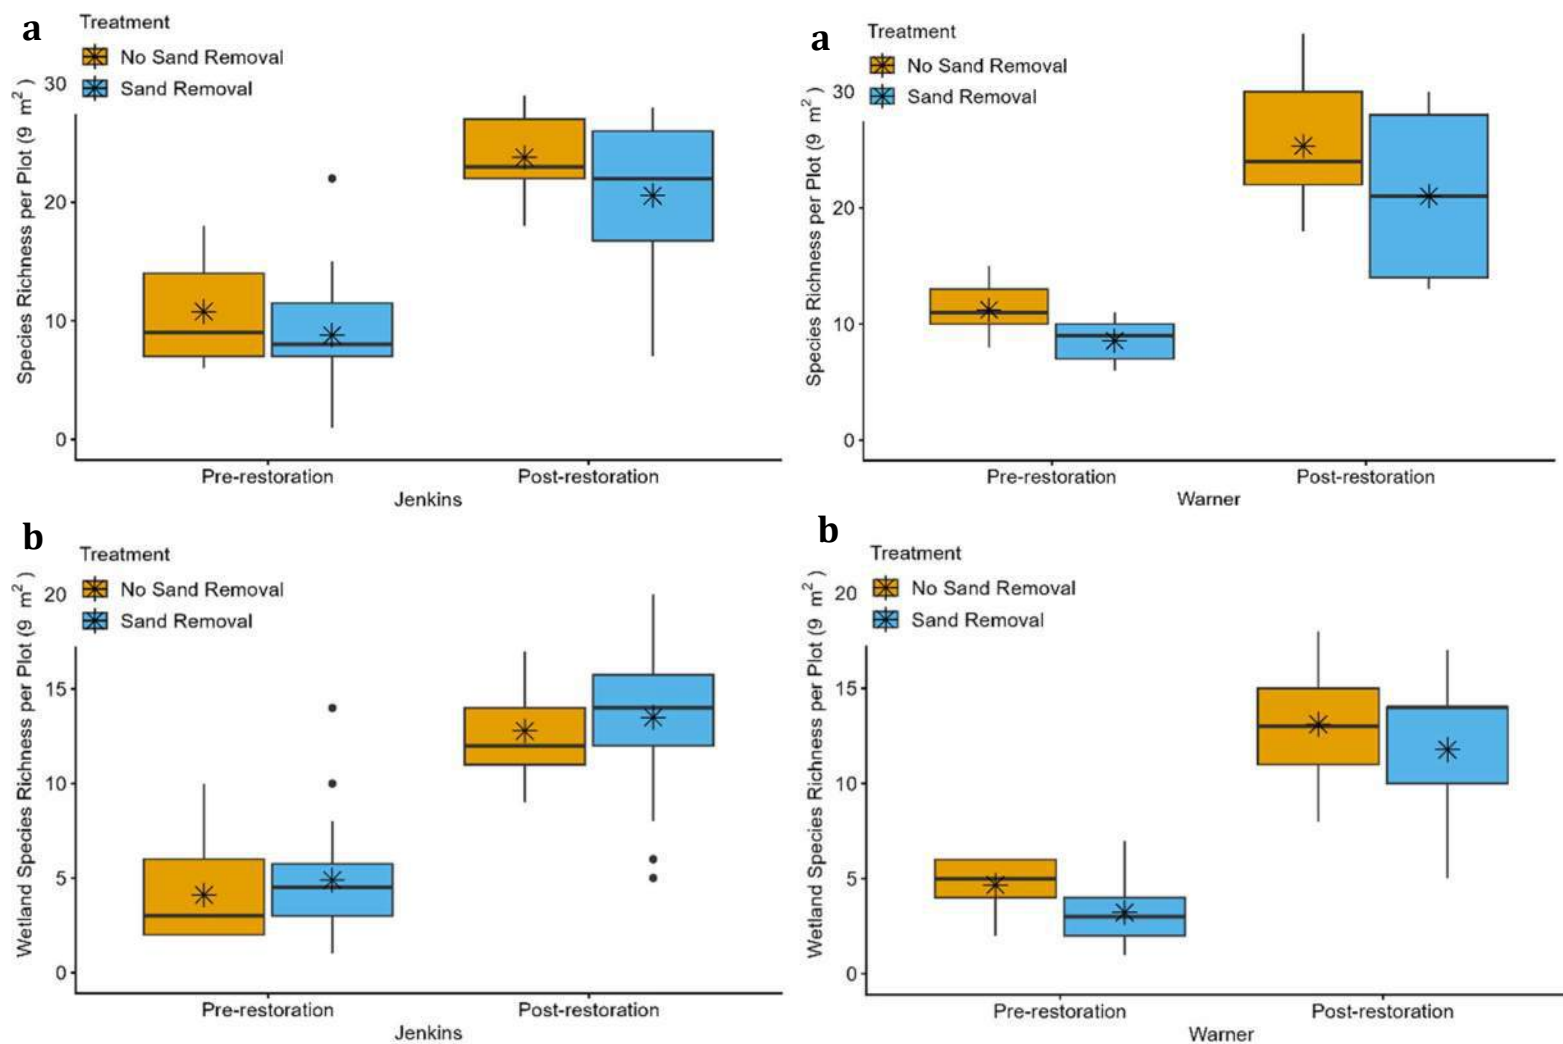 a
Treatment
No Sand Removal
Sand Removal
Species Richness per Plot (9 m²)
30
20
10
0
Pre-restoration
Post-restoration
Jenkins
a
Treatment
No Sand Removal
Sand Removal
Species Richness per Plot (9 m²)
30
20
10
0
Pre-restoration
Post-restoration
Warner
b
Treatment
No Sand Removal
Sand Removal
Wetland Species Richness per Plot (9 m²)
20
15
10
5
0
Pre-restoration
Post-restoration
Jenkins
b
Treatment
No Sand Removal
Sand Removal
Wetland Species Richness per Plot (9 m²)
20
15
10
5
0
Pre-restoration
Post-restoration
Warner